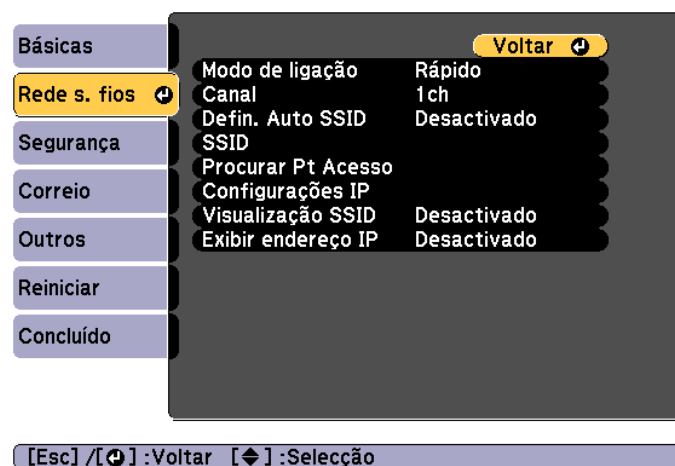 Básicas
Rede s. fios
Segurança
Correio
Outros
Reiniciar
Concluído
Voltar
Modo de ligação Rápido
Canal 1ch
Defin. Auto SSID Desactivado
SSID
Procurar Pt Acesso
Configurações IP
Visualização SSID Desactivado
Exibir endereço IP Desactivado
[Esc] /[⏎] :Voltar [◆] :Selecção